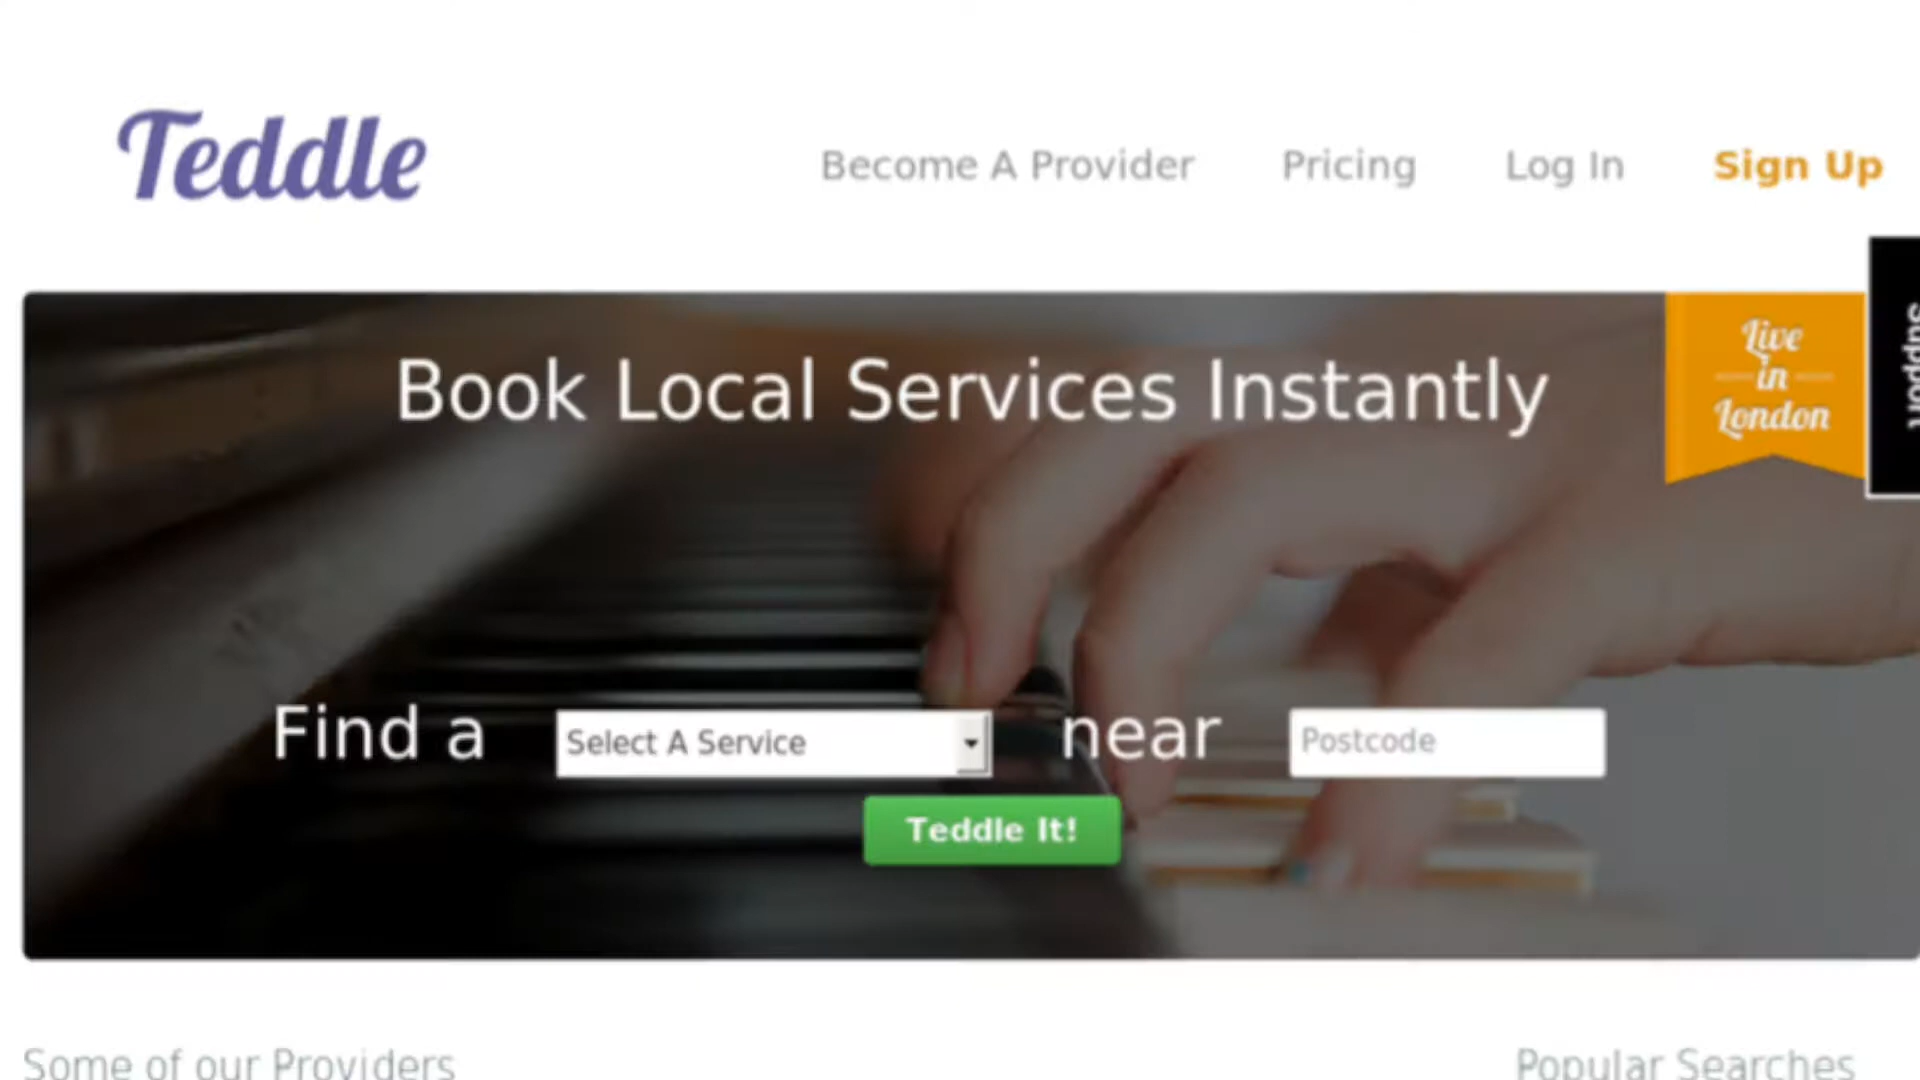 Teddle
Become A Provider
Pricing
Log In
Sign Up
Book Local Services Instantly
Live
in
London
Support
Find a
Select A Service
near
Postcode
Teddle It!
Some of our Providers
Popular Searches